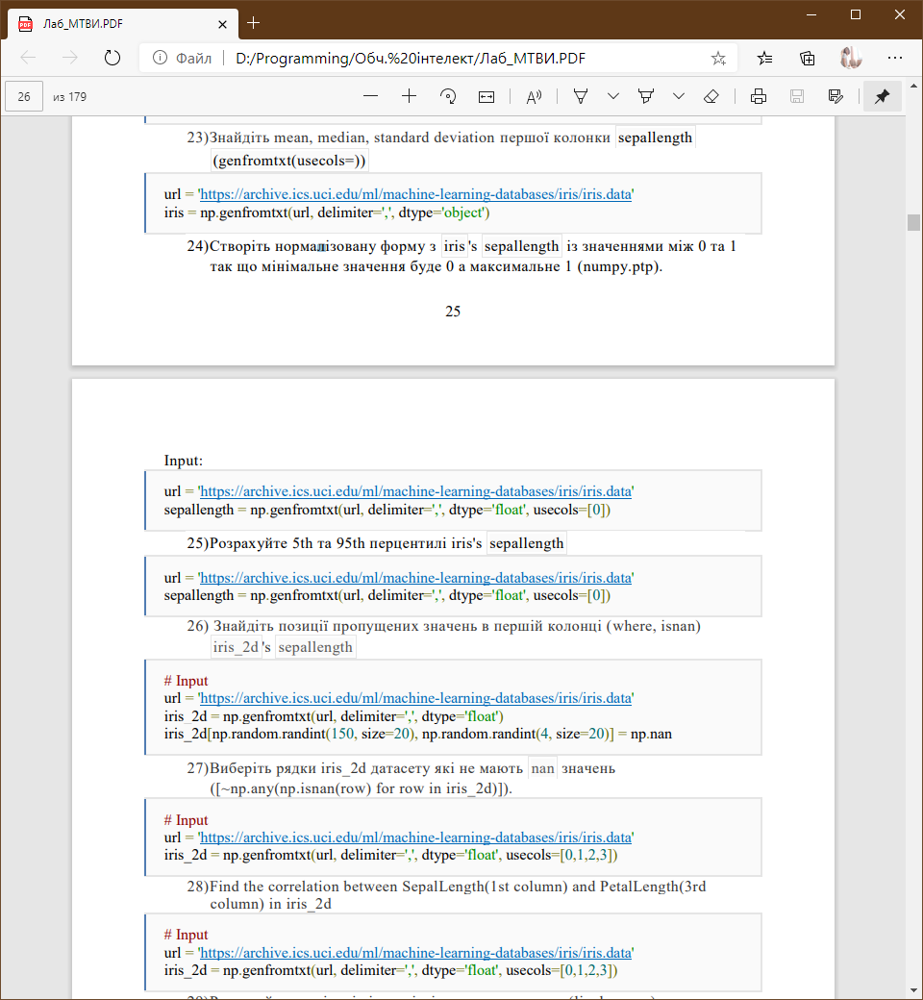 Лаб_МТВИ.PDF
Файл D:/Programming/Обч.%20інтелект/Лаб_МТВИ.PDF
26 из 179
23)Знайдіть mean, median, standard deviation першої колонки sepallength
(genfromtxt(usecols=))
url = 'https://archive.ics.uci.edu/ml/machine-learning-databases/iris/iris.data'
iris = np.genfromtxt(url, delimiter=',', dtype='object')
24)Створіть нормалізовану форму з iris's sepallength із значеннями між 0 та 1
так що мінімальне значення буде 0 а максимальне 1 (numpy.ptp).
25
Input:
url = 'https://archive.ics.uci.edu/ml/machine-learning-databases/iris/iris.data'
sepallength = np.genfromtxt(url, delimiter=',', dtype='float', usecols=[0])
25)Розрахуйте 5th та 95th перцентилі iris's sepallength
url = 'https://archive.ics.uci.edu/ml/machine-learning-databases/iris/iris.data'
sepallength = np.genfromtxt(url, delimiter=',', dtype='float', usecols=[0])
26) Знайдіть позиції пропущених значень в першій колонці (where, isnan)
iris_2d's sepallength
# Input
url = 'https://archive.ics.uci.edu/ml/machine-learning-databases/iris/iris.data'
iris_2d = np.genfromtxt(url, delimiter=',', dtype='float')
iris_2d[np.random.randint(150, size=20), np.random.randint(4, size=20)] = np.nan
27)Виберіть рядки iris_2d датасету які не мають nan значень
([~np.any(np.isnan(row) for row in iris_2d)]).
# Input
url = 'https://archive.ics.uci.edu/ml/machine-learning-databases/iris/iris.data'
iris_2d = np.genfromtxt(url, delimiter=',', dtype='float', usecols=[0,1,2,3])
28)Find the correlation between SepalLength(1st column) and PetalLength(3rd
column) in iris_2d
# Input
url = 'https://archive.ics.uci.edu/ml/machine-learning-databases/iris/iris.data'
iris_2d = np.genfromtxt(url, delimiter=',', dtype='float', usecols=[0,1,2,3])